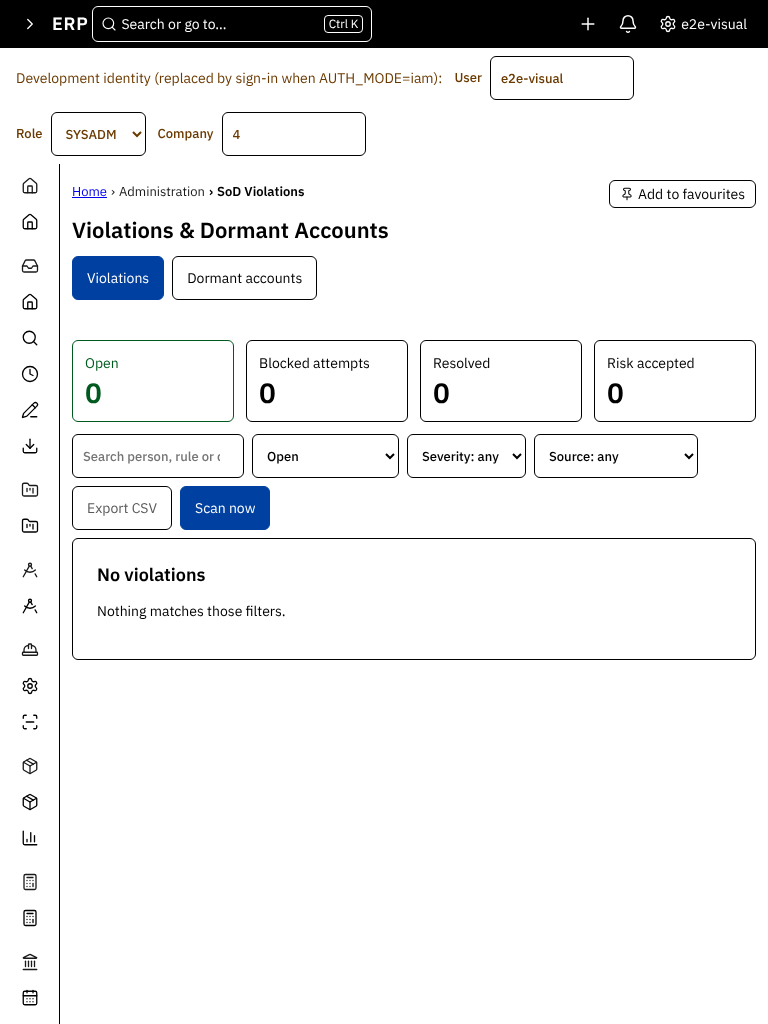 ERP Search or go to... Ctrl K e2e-visual
Development identity (replaced by sign-in when AUTH_MODE=iam): User e2e-visual
Role SYSADM Company 4
Home › Administration › SoD Violations Add to favourites
Violations & Dormant Accounts
Violations Dormant accounts
Open Blocked attempts Resolved Risk accepted
0 0 0 0
Search person, rule or Open Severity: any Source: any
Export CSV Scan now
No violations
Nothing matches those filters.